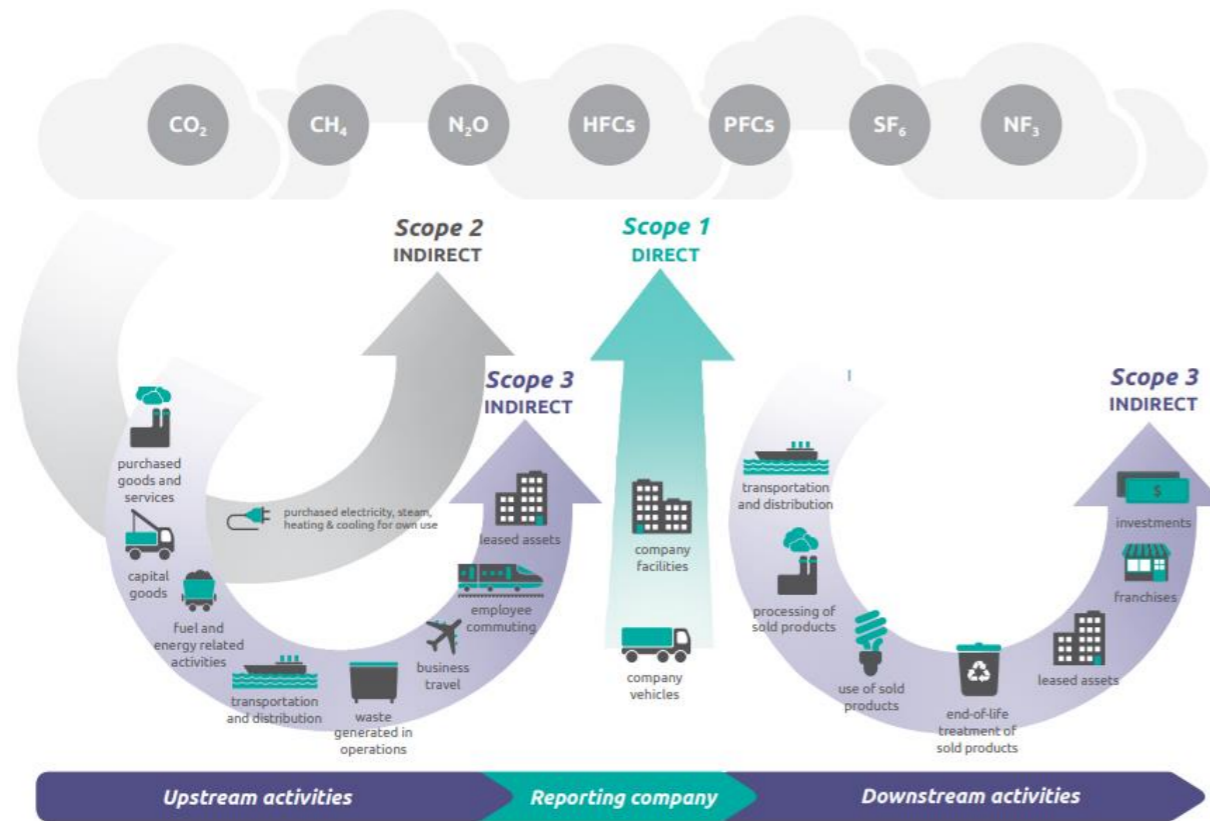 CO₂
CH₄
N₂O
HFCs
PFCs
SF₆
NF₃
Scope 2
INDIRECT
Scope 1
DIRECT
Scope 3
INDIRECT
Scope 3
INDIRECT
purchased
goods and
services
capital
goods
fuel and
energy related
activities
transportation
and distribution
waste
generated in
operations
business
travel
employee
commuting
leased assets
purchased electricity, steam,
heating & cooling for own use
company
facilities
company
vehicles
transportation
and distribution
processing of
sold products
use of sold
products
end-of-life
treatment of
sold products
leased assets
franchises
investments
$
Upstream activities
Reporting company
Downstream activities